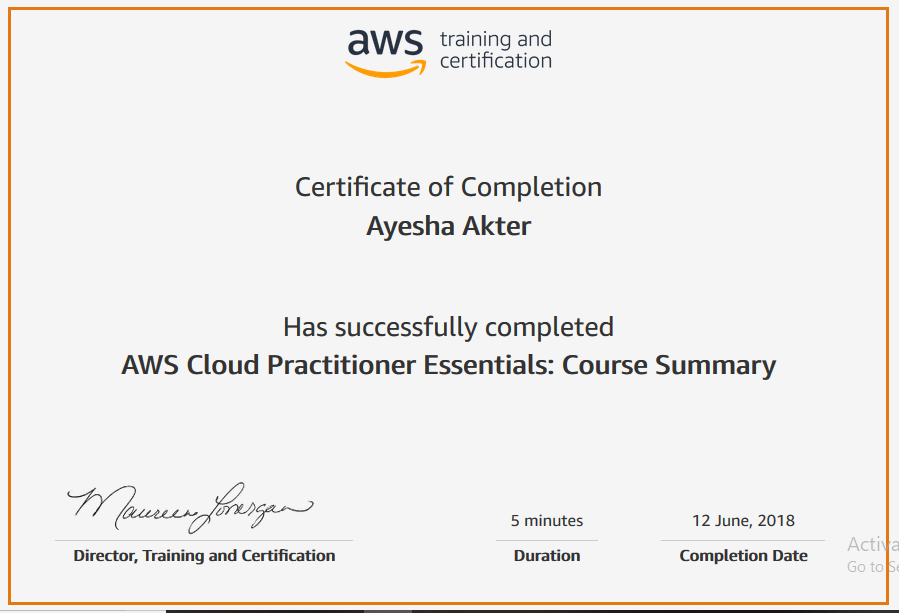 aws training and
certification
Certificate of Completion
Ayesha Akter
Has successfully completed
AWS Cloud Practitioner Essentials: Course Summary
Maureen Lonergan
5 minutes
12 June, 2018
Director, Training and Certification
Duration
Completion Date
Activa
Go to Se